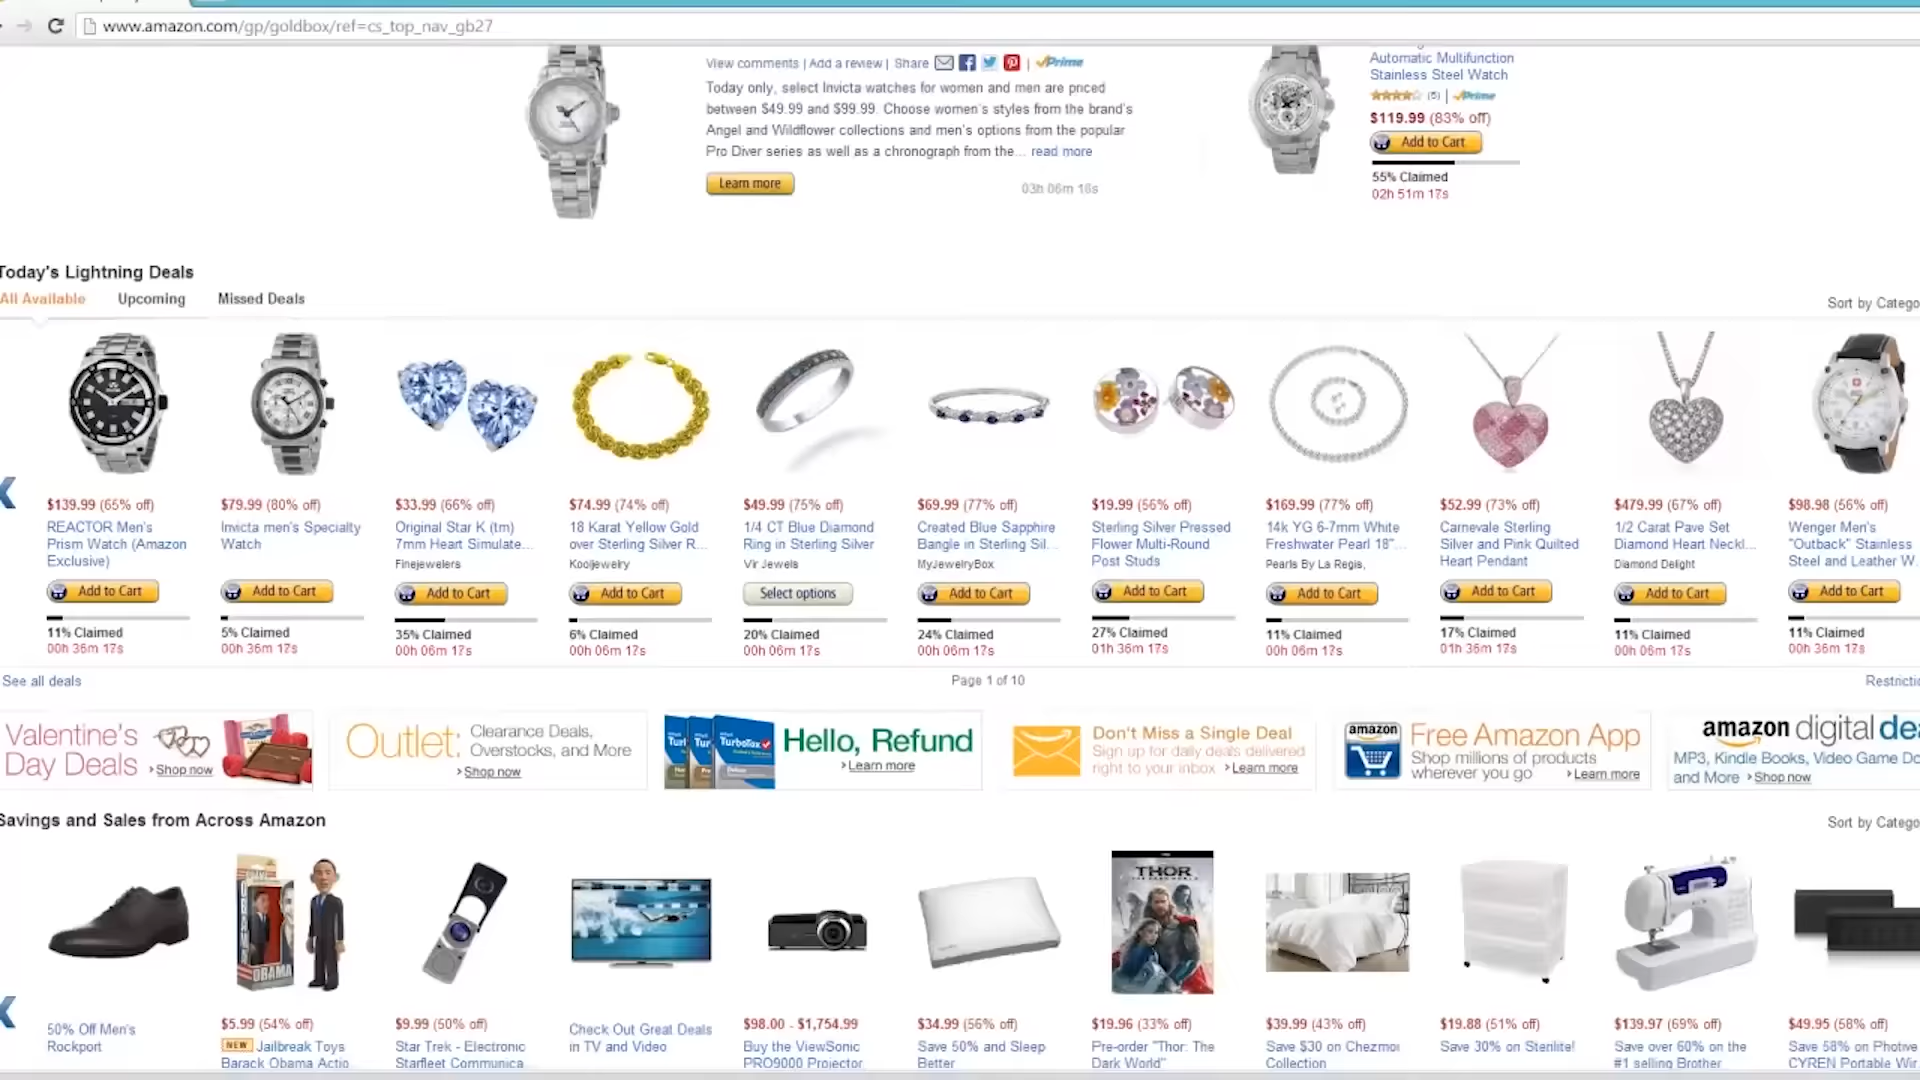 www.amazon.com/gp/goldbox/ref=cs_top_nav_gb27
View comments | Add a review | Share | Prime
Today only, select Invicta watches for women and men are priced
between $49.99 and $99.99. Choose women's styles from the brand's
Angel and Wildflower collections and men's options from the popular
Pro Diver series as well as a chronograph from the... read more
Learn more
03h 06m 16s
Automatic Multifunction
Stainless Steel Watch
(5) | Prime
$119.99 (83% off)
Add to Cart
55% Claimed
02h 51m 17s
Today's Lightning Deals
All Available Upcoming Missed Deals
Sort by Catego
$139.99 (65% off)
REACTOR Men's
Prism Watch (Amazon
Exclusive)
Add to Cart
11% Claimed
00h 36m 17s
$79.99 (80% off)
Invicta men's Specialty
Watch
Add to Cart
5% Claimed
00h 36m 17s
$33.99 (66% off)
Original Star K (tm)
7mm Heart Simulate...
Finejewelers
Add to Cart
35% Claimed
00h 06m 17s
$74.99 (74% off)
18 Karat Yellow Gold
over Sterling Silver R...
Kooljewelry
Add to Cart
6% Claimed
00h 06m 17s
$49.99 (75% off)
1/4 CT Blue Diamond
Ring in Sterling Silver
Vir Jewels
Select options
20% Claimed
00h 06m 17s
$69.99 (77% off)
Created Blue Sapphire
Bangle in Sterling Sil...
MyJewelryBox
Add to Cart
24% Claimed
00h 06m 17s
$19.99 (56% off)
Sterling Silver Pressed
Flower Multi-Round
Post Studs
Add to Cart
27% Claimed
01h 36m 17s
$169.99 (77% off)
14k YG 6-7mm White
Freshwater Pearl 18"...
Pearls By La Regis,
Add to Cart
11% Claimed
00h 06m 17s
$52.99 (73% off)
Carnevale Sterling
Silver and Pink Quilted
Heart Pendant
Add to Cart
17% Claimed
01h 36m 17s
$479.99 (67% off)
1/2 Carat Pave Set
Diamond Heart Neckl...
Diamond Delight
Add to Cart
11% Claimed
00h 06m 17s
$98.98 (56% off)
Wenger Men's
"Outback" Stainless
Steel and Leather W.
Add to Cart
11% Claimed
00h 36m 17s
See all deals
Page 1 of 10
Restrictio
Valentine's
Day Deals
Shop now
Outlet:
Clearance Deals,
Overstocks, and More
Shop now
TurboTax
Hello, Refund
Learn more
Don't Miss a Single Deal
Sign up for daily deals delivered
right to your inbox Learn more
amazon
Free Amazon App
Shop millions of products
wherever you go Learn more
amazon digital dea
MP3, Kindle Books, Video Game Do
and More Shop now
Savings and Sales from Across Amazon
Sort by Catego
50% Off Men's
Rockport
OBAMA
$5.99 (54% off)
NEW Jailbreak Toys
Barack Obama Actio
$9.99 (50% off)
Star Trek - Electronic
Starfleet Communica
Check Out Great Deals
in TV and Video
$98.00 - $1,754.99
Buy the ViewSonic
PRO9000 Projector
$34.99 (56% off)
Save 50% and Sleep
Better
THOR
$19.96 (33% off)
Pre-order "Thor: The
Dark World"
$39.99 (43% off)
Save $30 on Chezmoi
Collection
$19.88 (51% off)
Save 30% on Sterilite!
$139.97 (69% off)
Save over 60% on the
#1 selling Brother
$49.95 (58% off)
Save 58% on Photive
CYREN Portable Wir